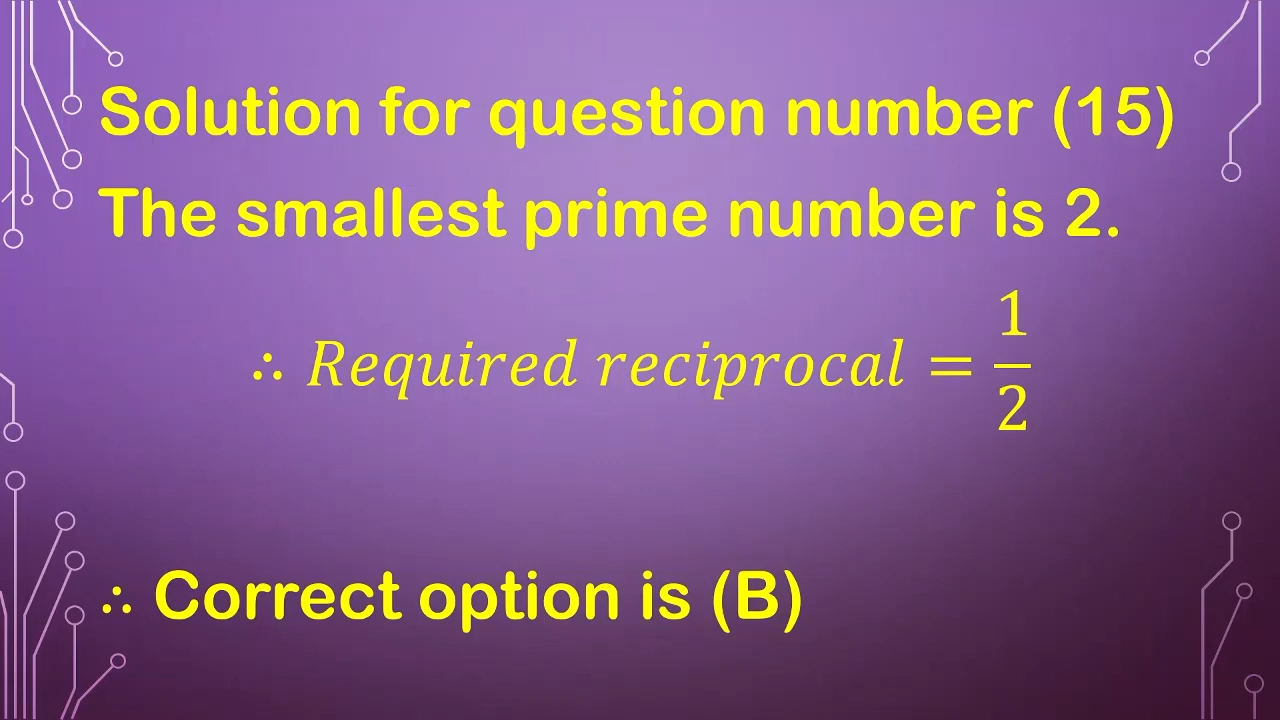 Solution for question number (15)
The smallest prime number is 2.
∴ Required reciprocal = 1/2
∴ Correct option is (B)